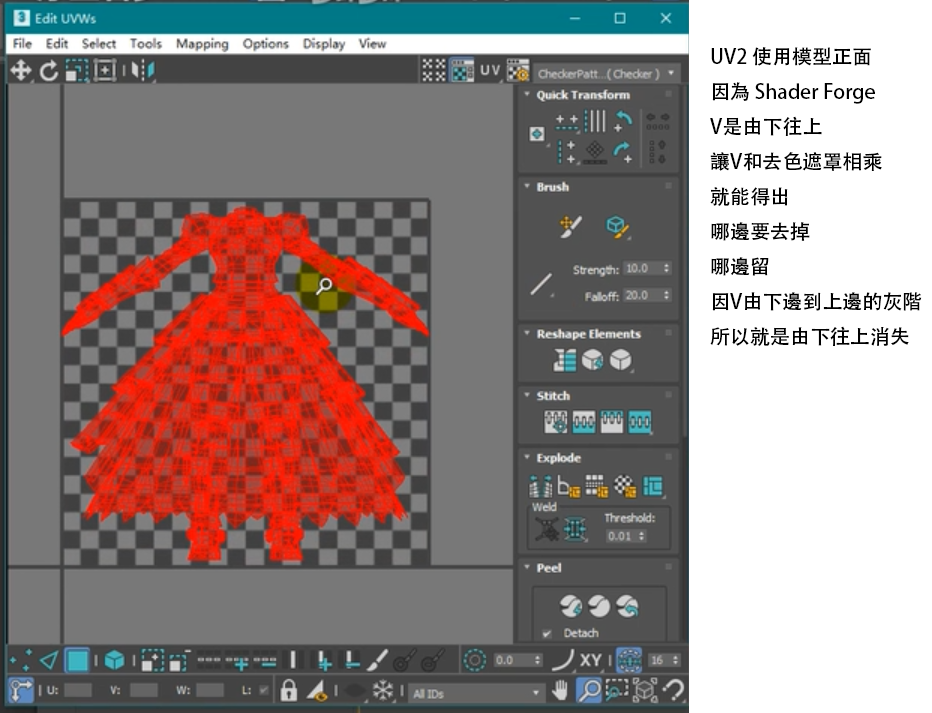 Edit UVWs
File Edit Select Tools Mapping Options Display View
UV CheckerPatt...( Checker )
Quick Transform
Brush
Strength: 10.0
Falloff: 20.0
Reshape Elements
Stitch
Explode
Weld
Threshold:
0.01
Peel
Detach
0.0 XY 16
U: V: W: L: All IDs
UV2 使用模型正面
因為 Shader Forge
V是由下往上
讓V和去色遮罩相乘
就能得出
哪邊要去掉
哪邊留
因V由下邊到上邊的灰階
所以就是由下往上消失